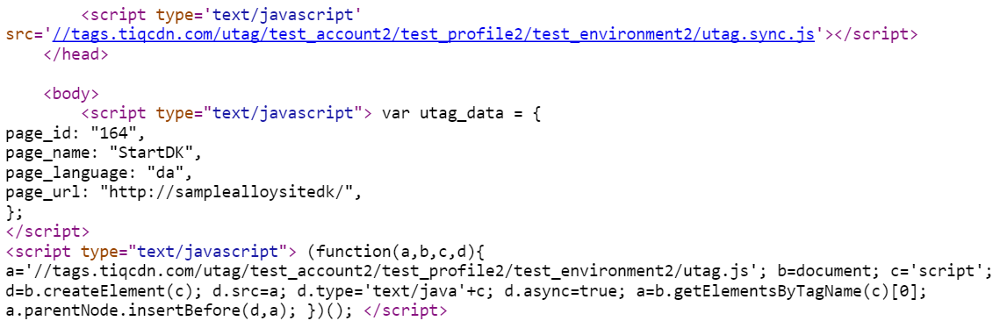 <script type='text/javascript'
src='//tags.tiqcdn.com/utag/test_account2/test_profile2/test_environment2/utag.sync.js'></script>
</head>
<body>
<script type="text/javascript"> var utag_data = {
page_id: "164",
page_name: "StartDK",
page_language: "da",
page_url: "http://samplealloysitedk/",
};
</script>
<script type="text/javascript"> (function(a,b,c,d){
a='//tags.tiqcdn.com/utag/test_account2/test_profile2/test_environment2/utag.js'; b=document; c='script';
d=b.createElement(c); d.src=a; d.type='text/java'+c; d.async=true; a=b.getElementsByTagName(c)[0];
a.parentNode.insertBefore(d,a); })(); </script>